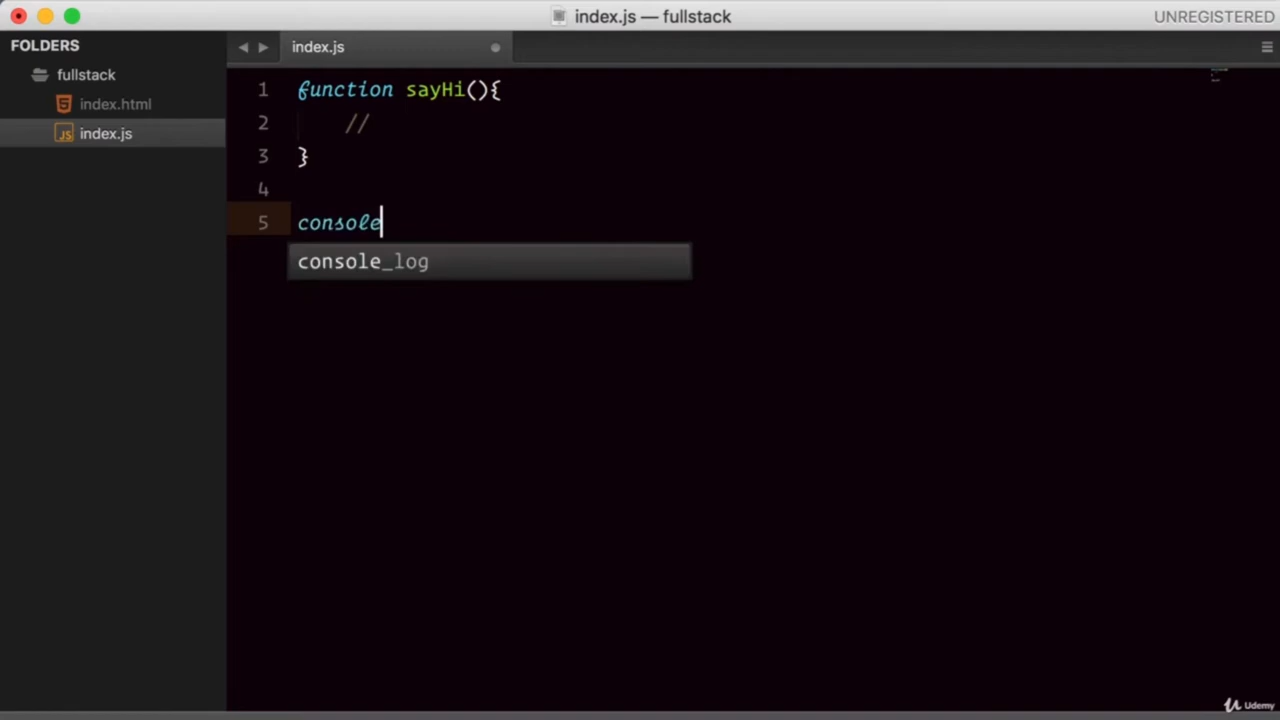 index.js — fullstack
UNREGISTERED
FOLDERS
fullstack
index.html
index.js
index.js
1 function sayHi(){
2 //
3 }
4
5 console
console_log
Udemy